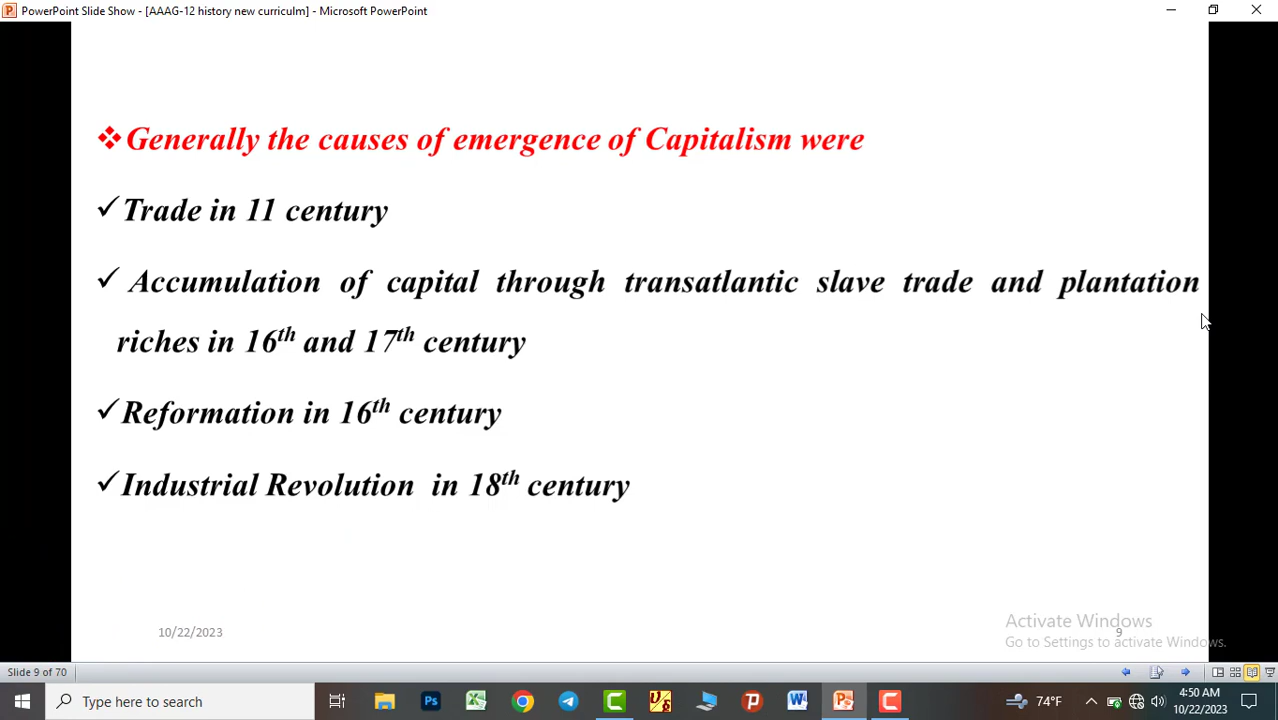 PowerPoint Slide Show - [AAAG-12 history new curriculm] - Microsoft PowerPoint
❖Generally the causes of emergence of Capitalism were
✓Trade in 11 century
✓ Accumulation of capital through transatlantic slave trade and plantation
riches in 16th and 17th century
✓Reformation in 16th century
✓Industrial Revolution in 18th century
Activate Windows
10/22/2023
9
Go to Settings to activate Windows.
Slide 9 of 70
Type here to search
74°F
4:50 AM
10/22/2023